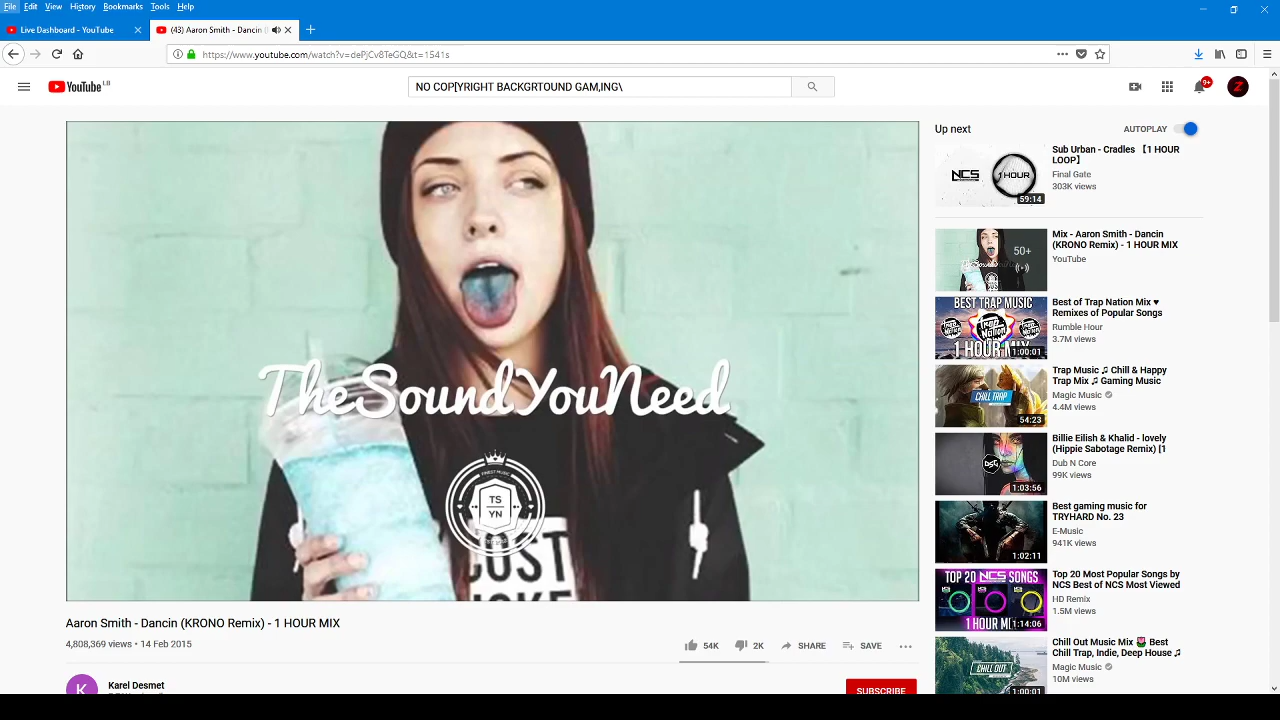 File Edit View History Bookmarks Tools Help
Live Dashboard - YouTube
(43) Aaron Smith - Dancin (
https://www.youtube.com/watch?v=dePjCv8TeGQ&t=1541s
YouTube LB
NO COP[YRIGHT BACKGRTOUND GAM,ING\
9+
Z
TheSoundYouNeed
FINEST MUSIC
TS
YN
Aaron Smith - Dancin (KRONO Remix) - 1 HOUR MIX
4,808,369 views • 14 Feb 2015
54K 2K SHARE SAVE
K
Karel Desmet
SUBSCRIBE
Up next
AUTOPLAY
NCS
1 HOUR
59:14
Sub Urban - Cradles 【1 HOUR
LOOP】
Final Gate
303K views
50+
Mix - Aaron Smith - Dancin
(KRONO Remix) - 1 HOUR MIX
YouTube
BEST TRAP MUSIC
Trap Nation
1 HOUR MIX
1:00:01
Best of Trap Nation Mix ♥
Remixes of Popular Songs
Rumble Hour
3.7M views
CHILL TRAP
54:23
Trap Music ♫ Chill & Happy
Trap Mix ♫ Gaming Music
Magic Music
4.4M views
1:03:56
Billie Eilish & Khalid - lovely
(Hippie Sabotage Remix) [1
Dub N Core
99K views
1:02:11
Best gaming music for
TRYHARD No. 23
E-Music
941K views
TOP 20 NCS SONGS
1 HOUR M
1:14:06
Top 20 Most Popular Songs by
NCS Best of NCS Most Viewed
HD Remix
1.5M views
CHILL OUT
1:00:01
Chill Out Music Mix 🌷 Best
Chill Trap, Indie, Deep House ♫
Magic Music
10M views